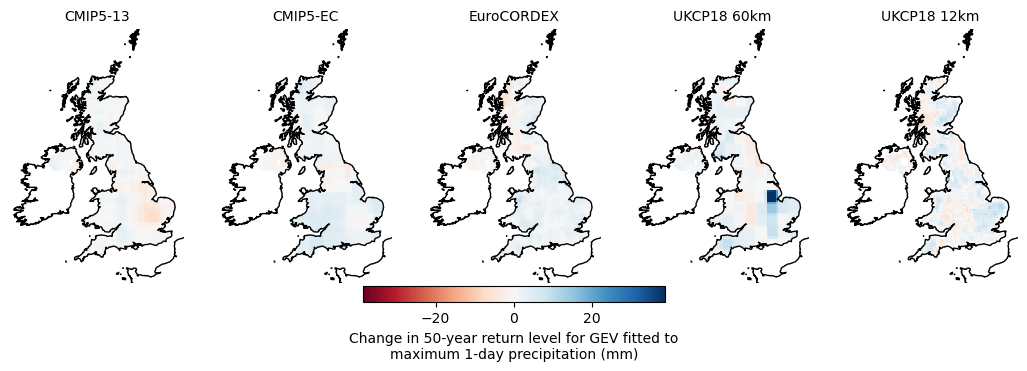 CMIP5-13
CMIP5-EC
EuroCORDEX
UKCP18 60km
UKCP18 12km
−20
0
20
Change in 50-year return level for GEV fitted to
maximum 1-day precipitation (mm)